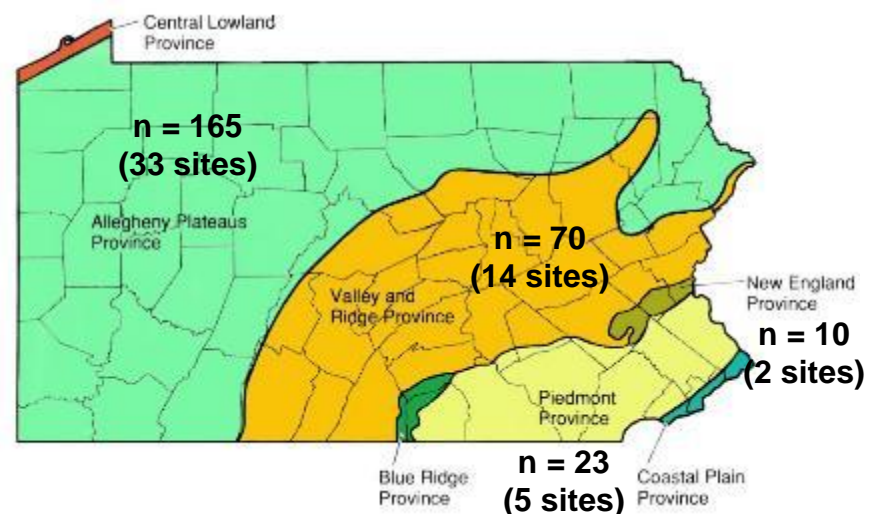 Central Lowland
Province
n = 165
(33 sites)
Allegheny Plateaus
Province
n = 70
(14 sites)
Valley and
Ridge Province
New England
Province
n = 10
(2 sites)
Piedmont
Province
Blue Ridge
Province
n = 23
(5 sites)
Coastal Plain
Province